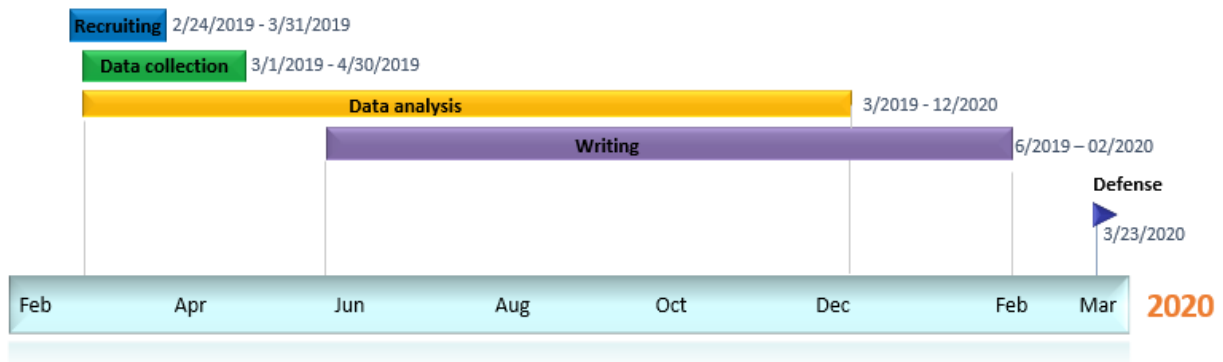 Recruiting 2/24/2019 - 3/31/2019
Data collection 3/1/2019 - 4/30/2019
Data analysis 3/2019 - 12/2020
Writing 6/2019 – 02/2020
Defense
3/23/2020
Feb Apr Jun Aug Oct Dec Feb Mar 2020